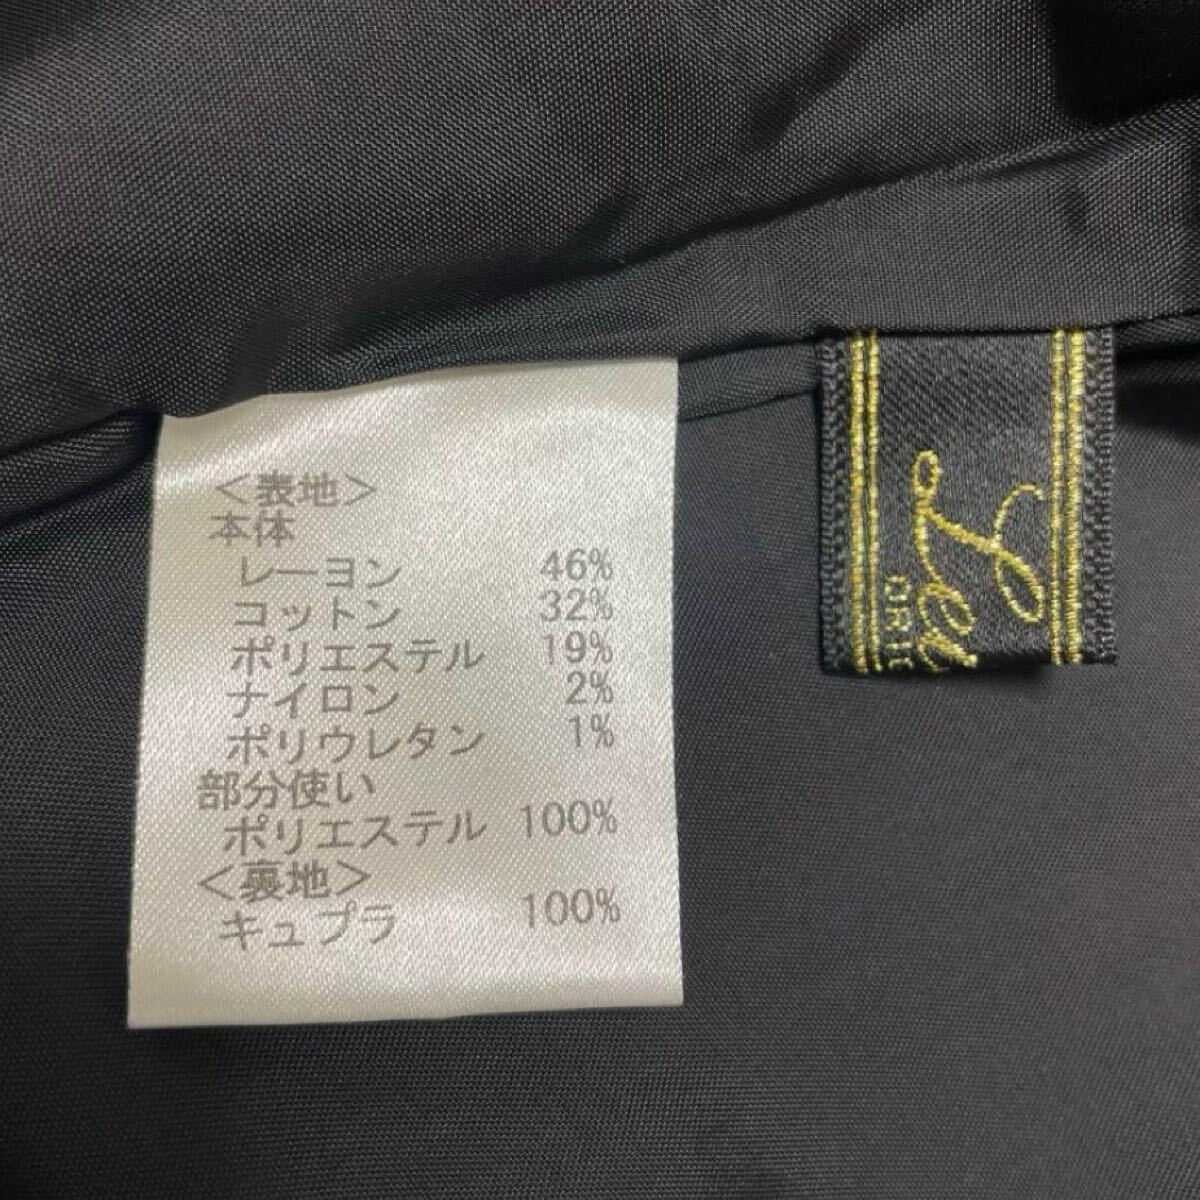 <表地>
本体
レーヨン 46%
コットン 32%
ポリエステル 19%
ナイロン 2%
ポリウレタン 1%
部分使い
ポリエステル 100%
<裏地>
キュプラ 100%